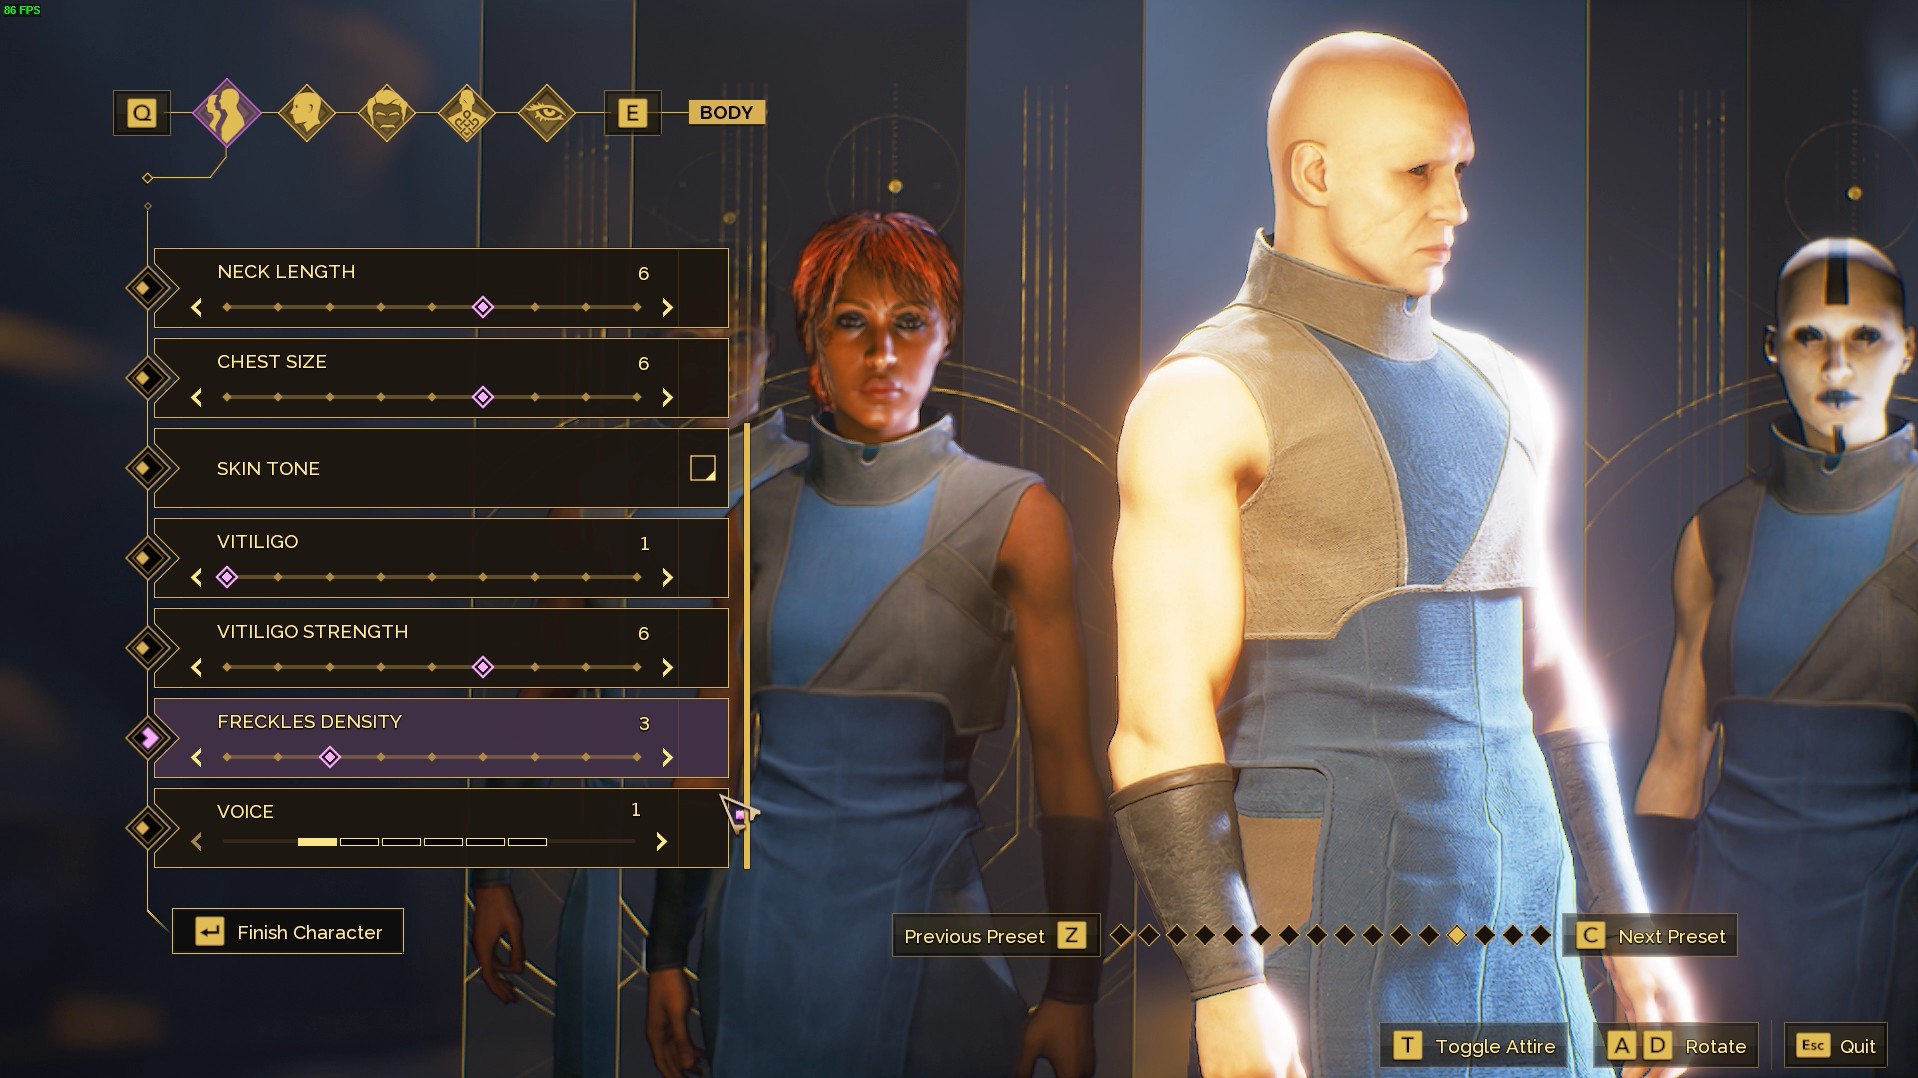 86 FPS
Q
E
BODY
NECK LENGTH
6
CHEST SIZE
6
SKIN TONE
VITILIGO
1
VITILIGO STRENGTH
6
FRECKLES DENSITY
3
VOICE
1
Finish Character
Previous Preset Z
C Next Preset
T Toggle Attire
A D Rotate
Esc Quit